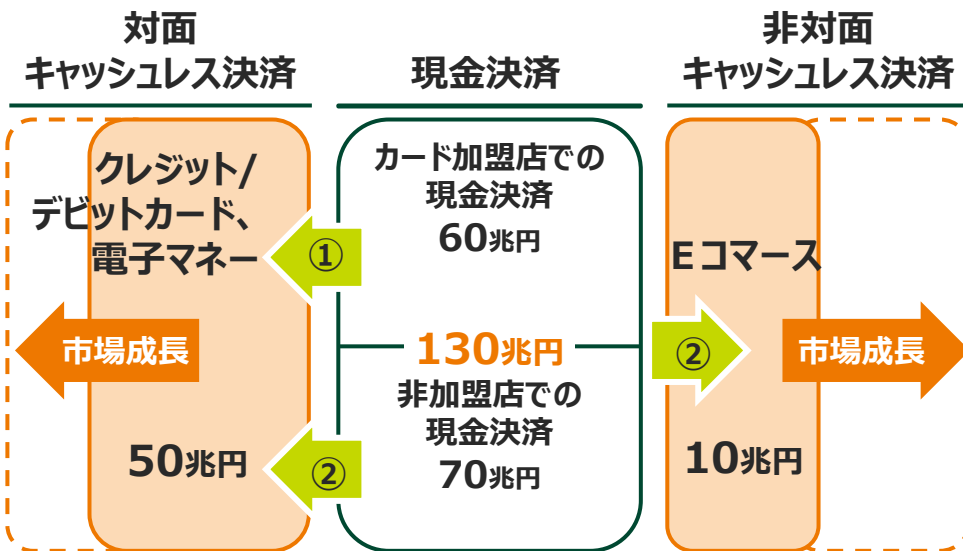 対面
キャッシュレス決済
現金決済
非対面
キャッシュレス決済
クレジット/
デビットカード、
電子マネー
市場成長
50兆円
①
②
カード加盟店での
現金決済
60兆円
130兆円
非加盟店での
現金決済
70兆円
②
Eコマース
市場成長
10兆円